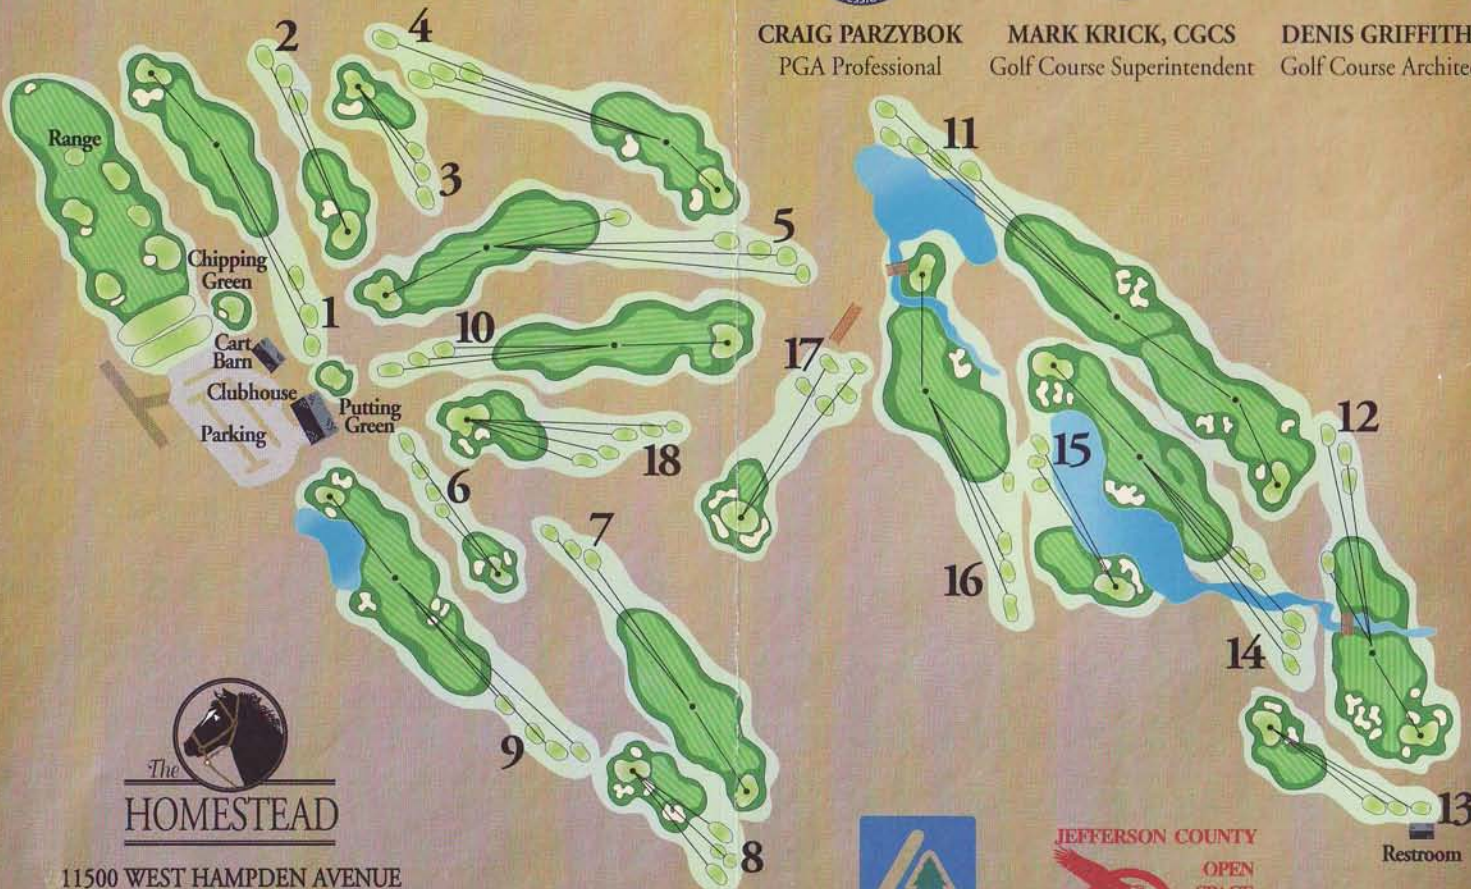 CRAIG PARZYBOK
PGA Professional
MARK KRICK, CGCS
Golf Course Superintendent
DENIS GRIFFITH
Golf Course Archite
2
4
Range
3
11
5
Chipping
Green
1
10
Cart
Barn
17
Clubhouse
Putting
Green
Parking
18
12
15
6
7
16
14
9
8
13
Restroom
The
HOMESTEAD
11500 WEST HAMPDEN AVENUE
JEFFERSON COUNTY
OPEN
SPACE